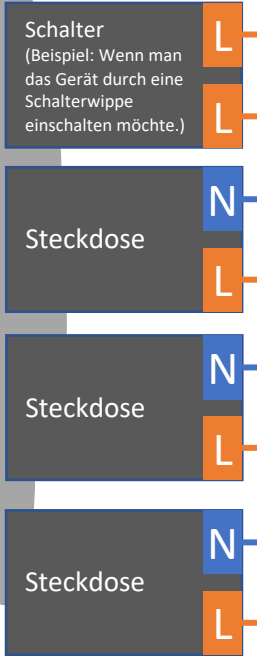 Schalter
(Beispiel: Wenn man
das Gerät durch eine
Schalterwippe
einschalten möchte.)
L
L
Steckdose
N
L
Steckdose
N
L
Steckdose
N
L